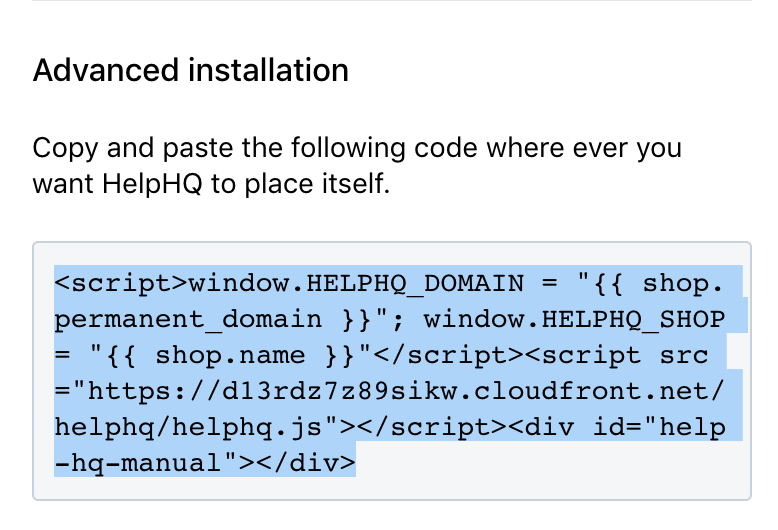 Advanced installation
Copy and paste the following code where ever you
want HelpHQ to place itself.
<script>window.HELPHQ_DOMAIN = "{{ shop.
permanent_domain }}"; window.HELPHQ_SHOP
= "{{ shop.name }}"</script><script src
="https://d13rdz7z89sikw.cloudfront.net/
helphq/helphq.js"></script><div id="help
-hq-manual"></div>